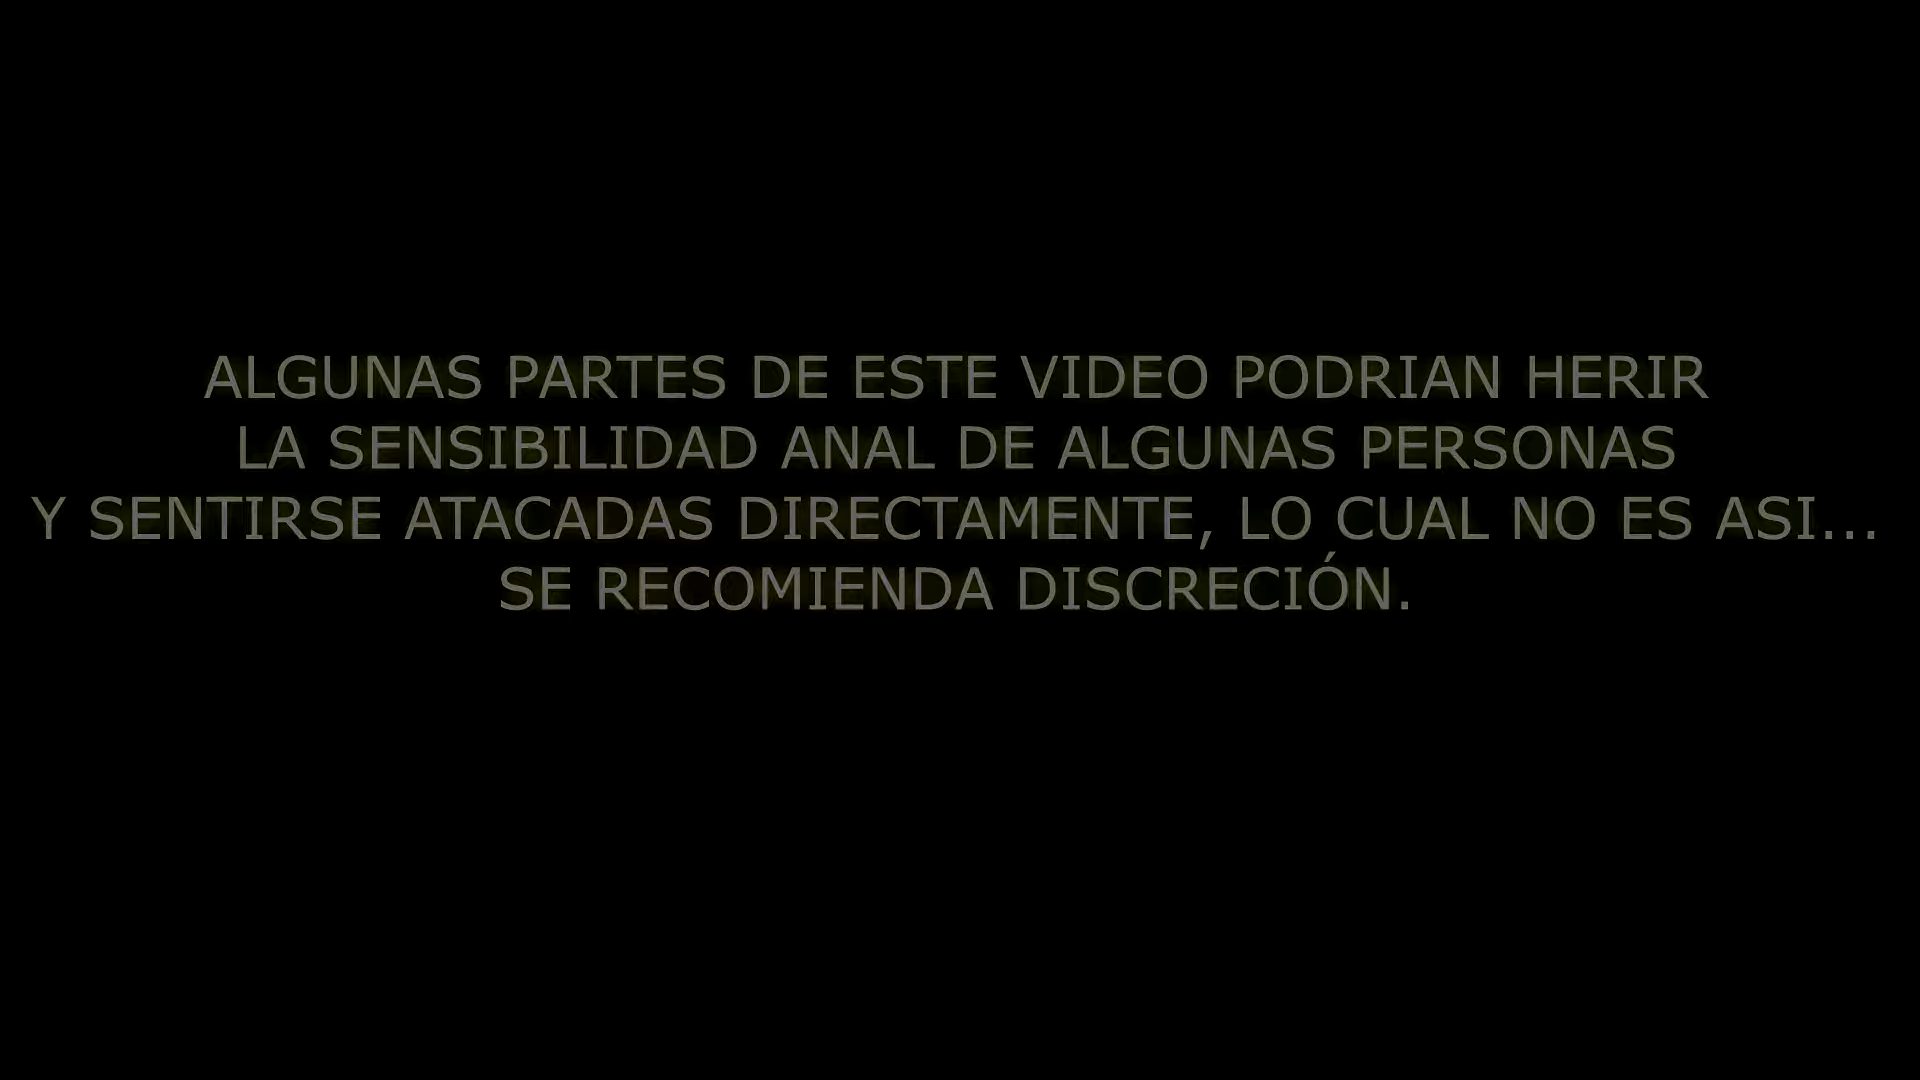 ALGUNAS PARTES DE ESTE VIDEO PODRIAN HERIR
LA SENSIBILIDAD ANAL DE ALGUNAS PERSONAS
Y SENTIRSE ATACADAS DIRECTAMENTE, LO CUAL NO ES ASI...
SE RECOMIENDA DISCRECIÓN.